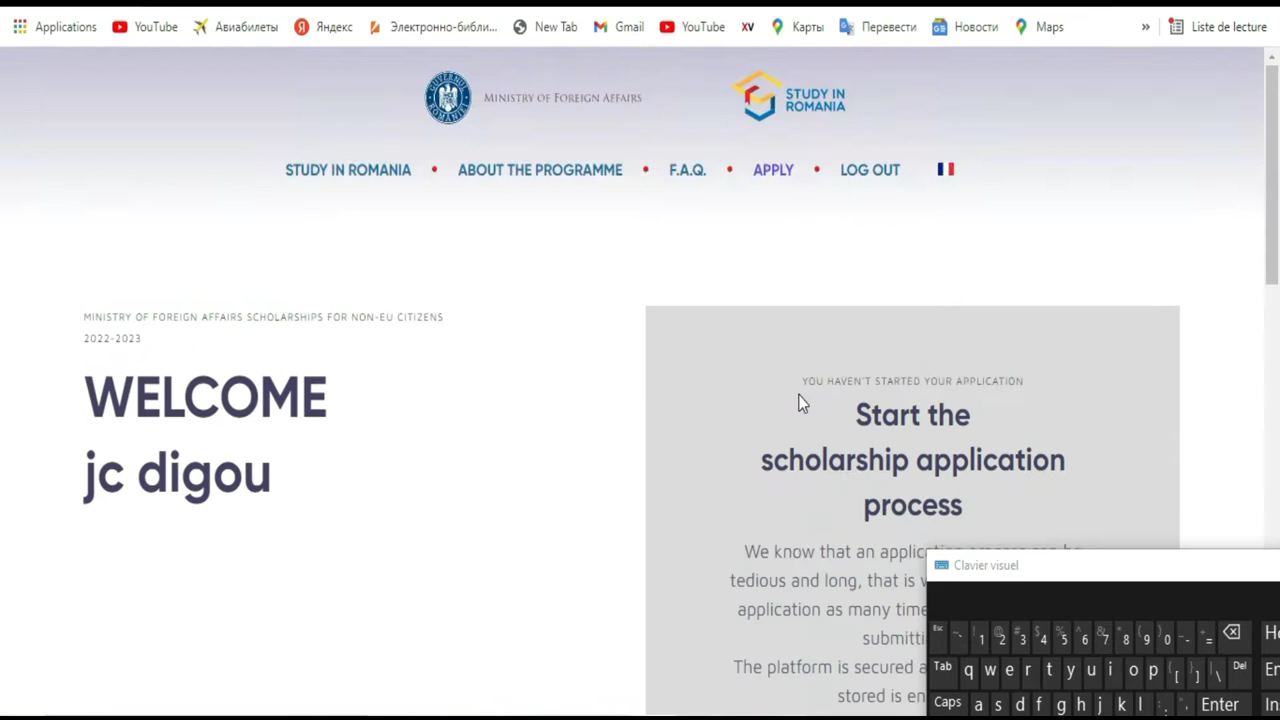 Applications YouTube Авиабилеты Яндекс Электронно-библи... New Tab Gmail YouTube XV Карты Перевести Новости Maps » Liste de lecture
GUVERNUL ROMÂNIEI
MINISTRY OF FOREIGN AFFAIRS
STUDY IN
ROMANIA
STUDY IN ROMANIA • ABOUT THE PROGRAMME • F.A.Q. • APPLY • LOG OUT
MINISTRY OF FOREIGN AFFAIRS SCHOLARSHIPS FOR NON-EU CITIZENS
2022-2023
WELCOME
jc digou
YOU HAVEN'T STARTED YOUR APPLICATION
Start the
scholarship application
process
We know that an applic
tedious and long, that is
application as many time
submitti
The platform is secured a
stored is en
Clavier visuel
Esc ~ ` ! 1 @ 2 # 3 $ 4 % 5 ^ 6 & 7 * 8 ( 9 ) 0 _ - + =
Tab q w e r t y u i o p { [ } ] | \ Del
Caps a s d f g h j k l : ; " ' Enter